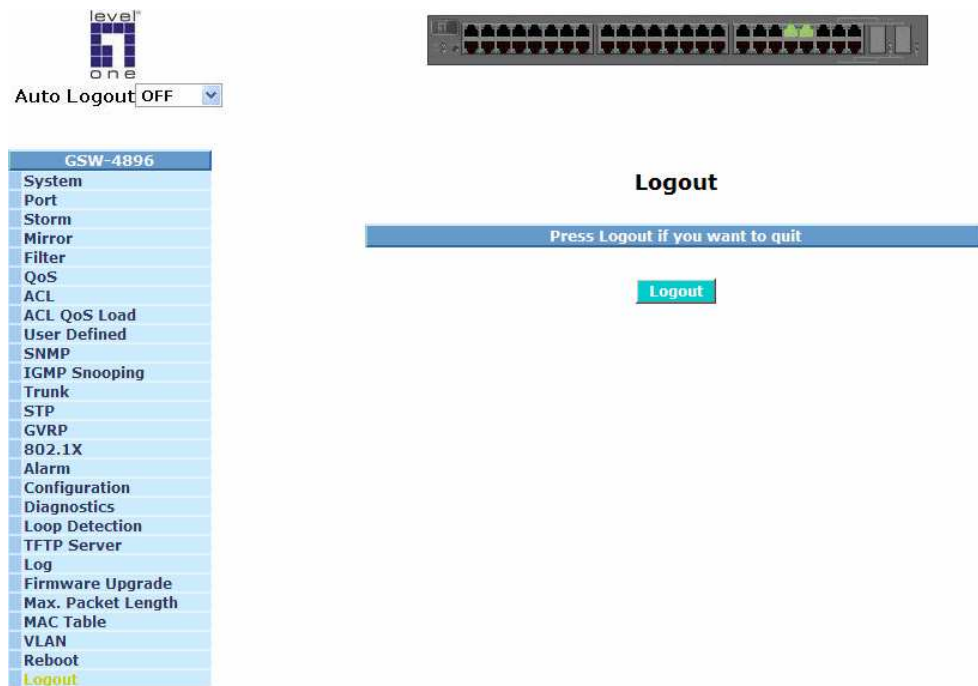 level
one
Auto Logout OFF
GSW-4896
System
Port
Storm
Mirror
Filter
QoS
ACL
ACL QoS Load
User Defined
SNMP
IGMP Snooping
Trunk
STP
GVRP
802.1X
Alarm
Configuration
Diagnostics
Loop Detection
TFTP Server
Log
Firmware Upgrade
Max. Packet Length
MAC Table
VLAN
Reboot
Logout
Logout
Press Logout if you want to quit
Logout